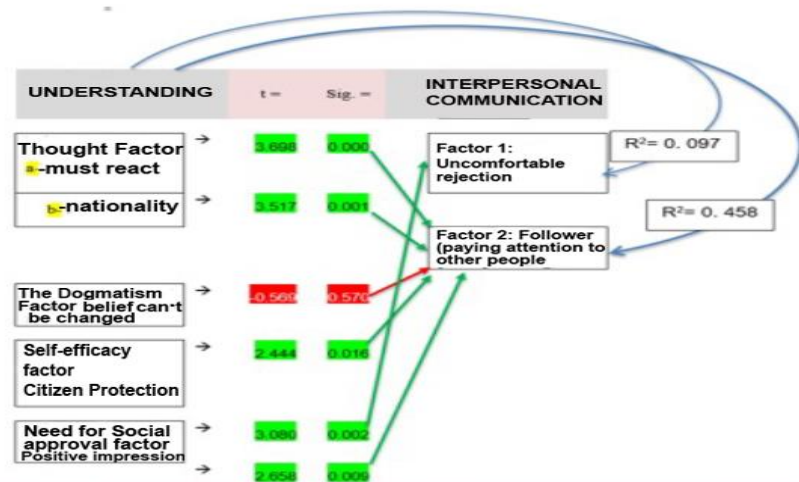 UNDERSTANDING
t =
Sig. =
INTERPERSONAL
COMMUNICATION
Thought Factor
a-must react
3.698
0.000
Factor 1:
Uncomfortable
rejection
R²= 0. 097
b-nationality
3.517
0.001
R²= 0. 458
Factor 2: Follower
(paying attention to
other people
The Dogmatism
Factor belief can't
be changed
-0.569
0.570
Self-efficacy
factor
Citizen Protection
2.444
0.016
Need for Social
approval factor
Positive impression
3.080
0.002
2.658
0.009